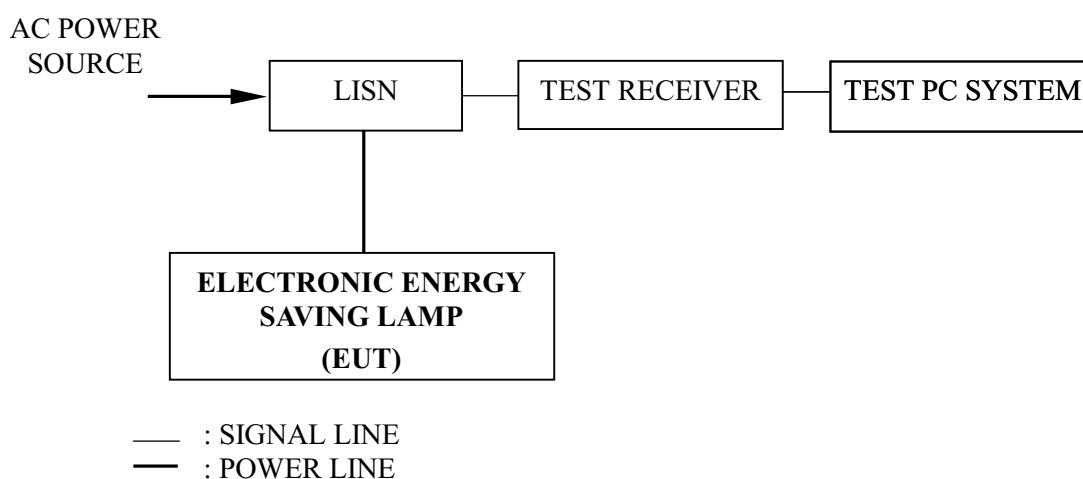 AC POWER
SOURCE
LISN
TEST RECEIVER
TEST PC SYSTEM
ELECTRONIC ENERGY
SAVING LAMP
(EUT)
: SIGNAL LINE
: POWER LINE